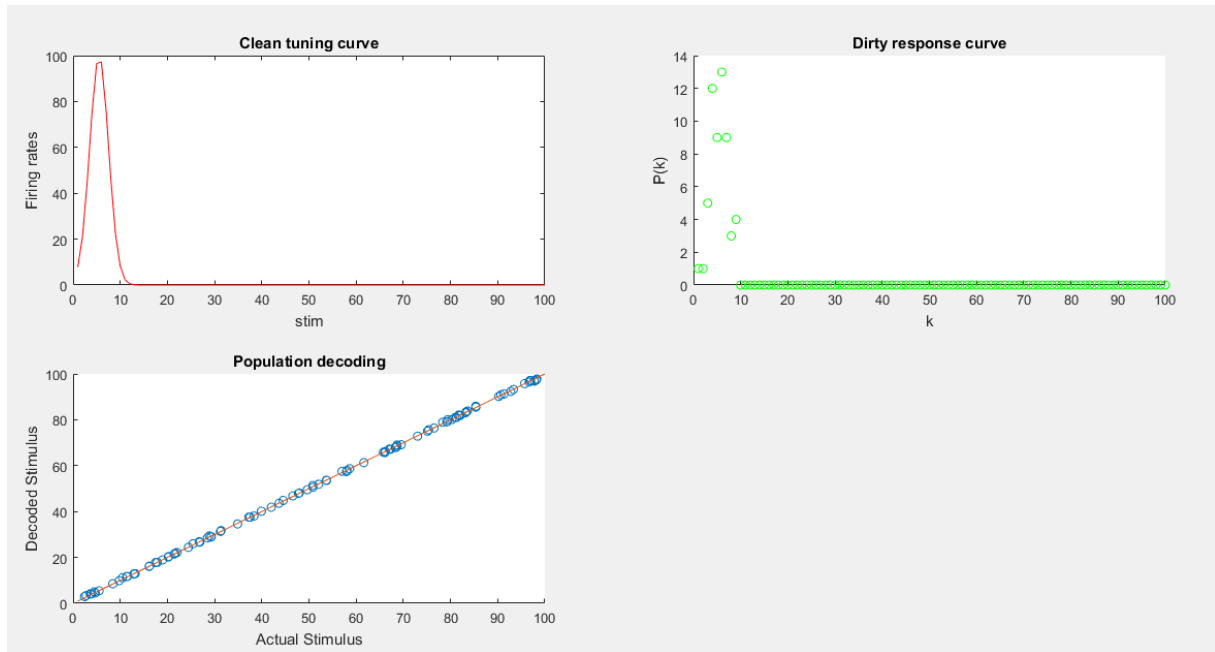 Clean tuning curve
100
80
60
40
20
0
Firing rates
0 10 20 30 40 50 60 70 80 90 100
stim
Dirty response curve
14
12
10
8
6
4
2
0
P(k)
0 10 20 30 40 50 60 70 80 90 100
k
Population decoding
100
80
60
40
20
0
Decoded Stimulus
0 10 20 30 40 50 60 70 80 90 100
Actual Stimulus